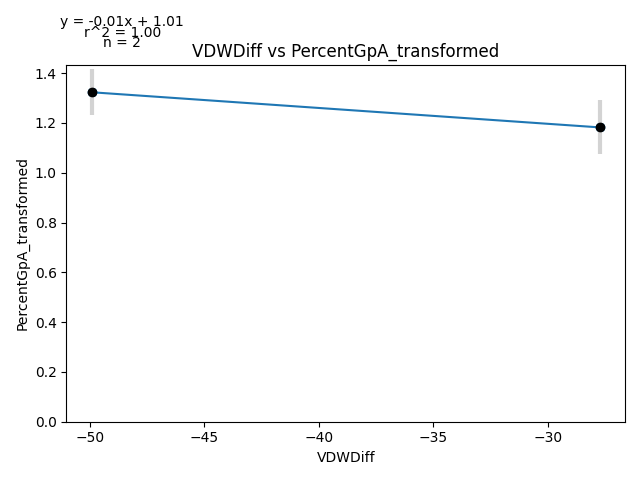 y = -0.01x + 1.01
r^2 = 1.00
n = 2
VDWDiff vs PercentGpA_transformed
1.4
1.2
1.0
0.8
0.6
0.4
0.2
0.0
PercentGpA_transformed
−50
−45
−40
−35
−30
VDWDiff